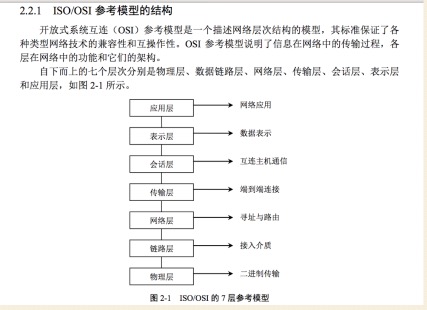 2.2.1 ISO/OSI 参考模型的结构
开放式系统互连（OSI）参考模型是一个描述网络层次结构的模型，其标准保证了各
种类型网络技术的兼容性和互操作性。OSI 参考模型说明了信息在网络中的传输过程，各
层在网络中的功能和它们的架构。
自下而上的七个层次分别是物理层、数据链路层、网络层、传输层、会话层、表示层
和应用层，如图 2-1 所示。
应用层 网络应用
表示层 数据表示
会话层 互连主机通信
传输层 端到端连接
网络层 寻址与路由
链路层 接入介质
物理层 二进制传输
图 2-1 ISO/OSI 的 7 层参考模型